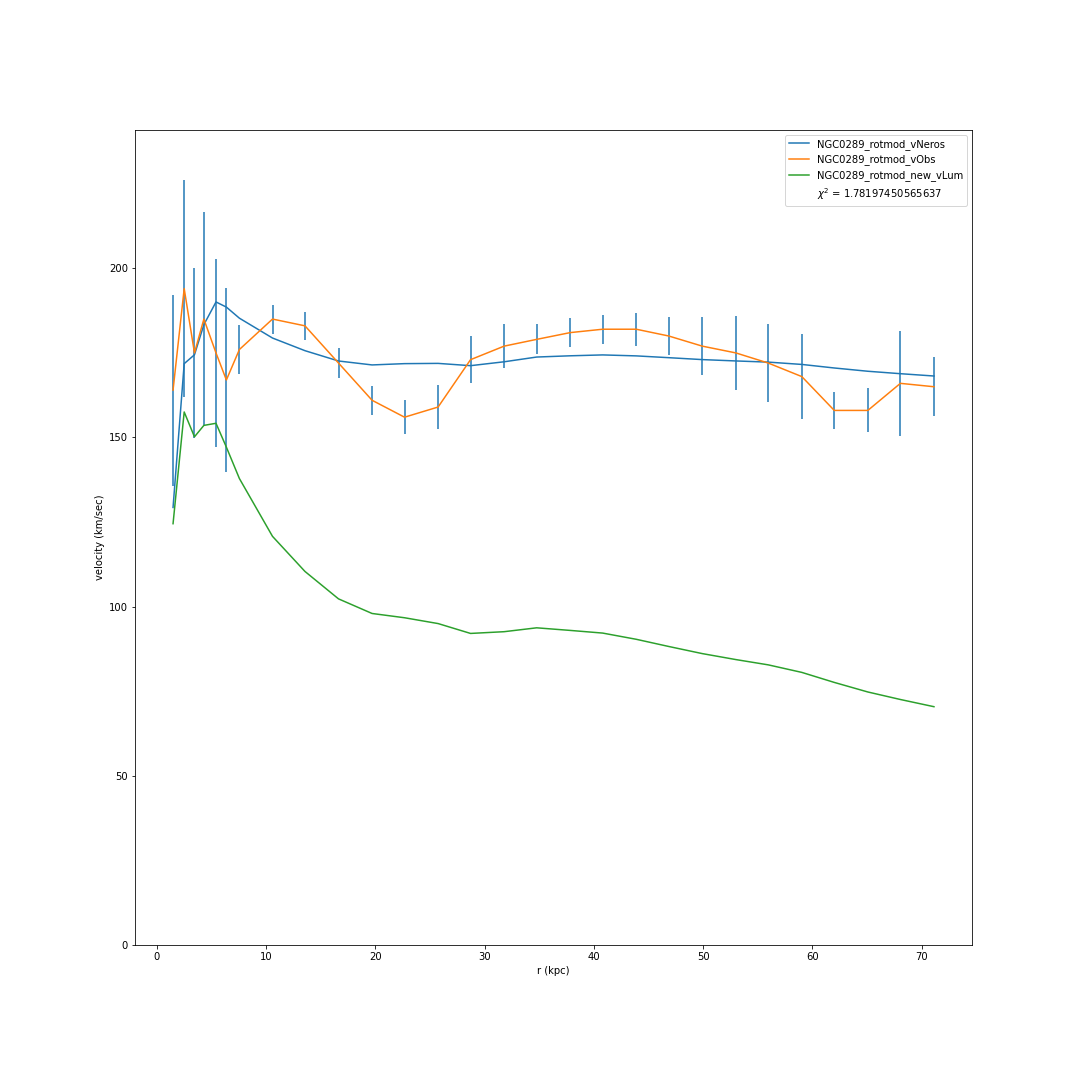 NGC0289_rotmod_vNeros
NGC0289_rotmod_vObs
NGC0289_rotmod_new_vLum
χ² = 1.78197450565637
200
150
100
50
0
velocity (km/sec)
0 10 20 30 40 50 60 70
r (kpc)